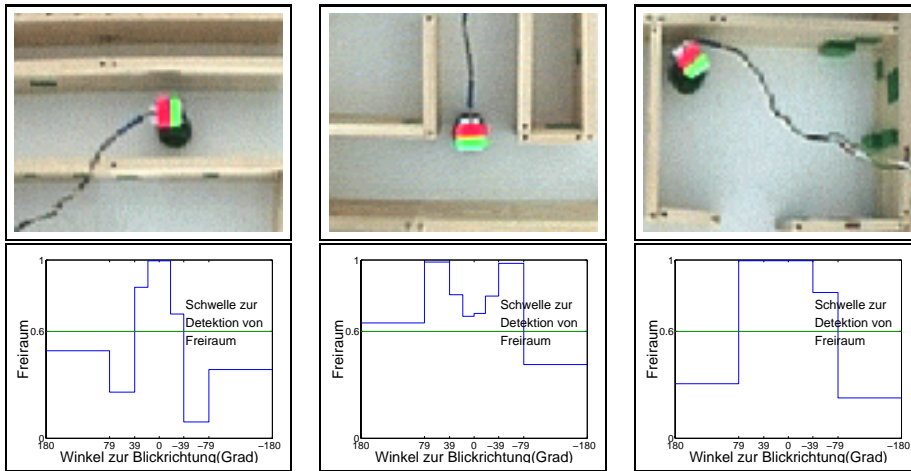 1
Schwelle zur
Detektion von
Freiraum
0.6
Freiraum
0
180 79 39 0 −39 −79 −180
Winkel zur Blickrichtung(Grad)
1
Schwelle zur
Detektion von
Freiraum
0.6
Freiraum
0
180 79 39 0 −39 −79 −180
Winkel zur Blickrichtung(Grad)
1
Schwelle zur
Detektion von
Freiraum
0.6
Freiraum
0
180 79 39 0 −39 −79 −180
Winkel zur Blickrichtung(Grad)